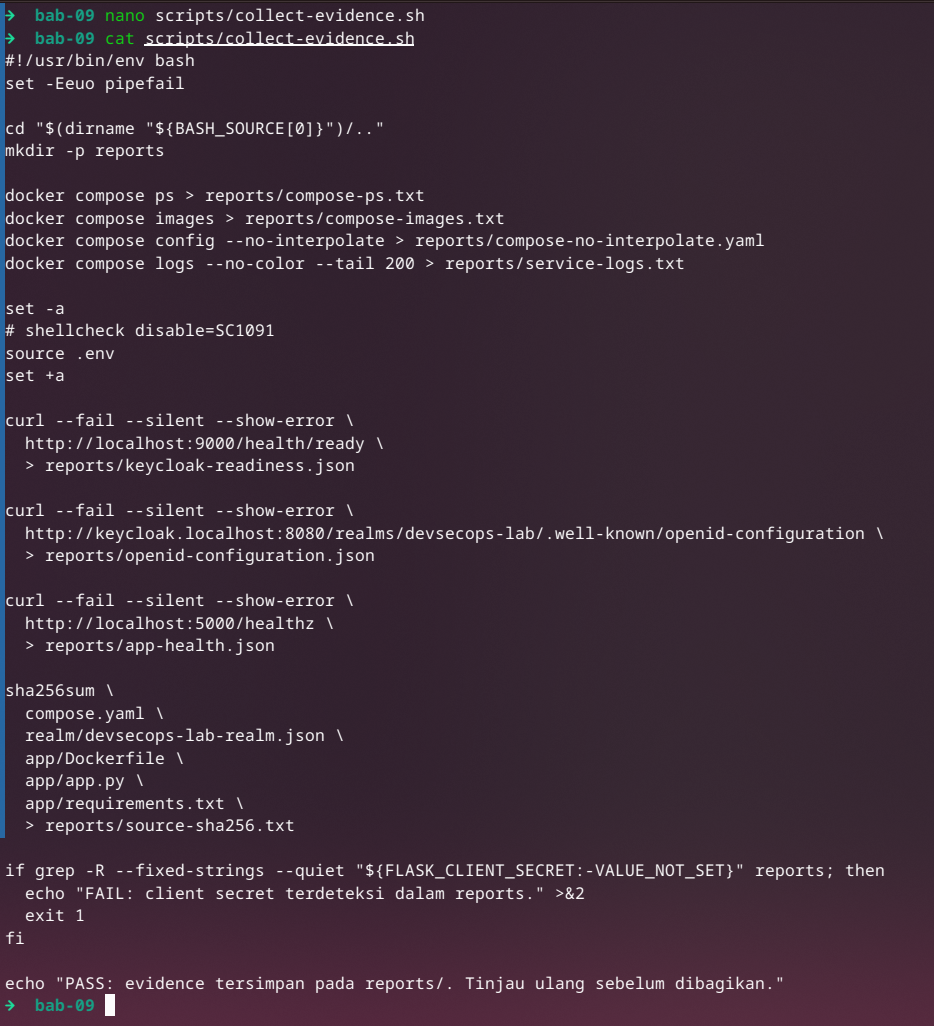 → bab-09 nano scripts/collect-evidence.sh
→ bab-09 cat scripts/collect-evidence.sh
#!/usr/bin/env bash
set -Eeuo pipefail

cd "$(dirname "${BASH_SOURCE[0]}")/.."
mkdir -p reports

docker compose ps > reports/compose-ps.txt
docker compose images > reports/compose-images.txt
docker compose config --no-interpolate > reports/compose-no-interpolate.yaml
docker compose logs --no-color --tail 200 > reports/service-logs.txt

set -a
# shellcheck disable=SC1091
source .env
set +a

curl --fail --silent --show-error \
  http://localhost:9000/health/ready \
  > reports/keycloak-readiness.json

curl --fail --silent --show-error \
  http://keycloak.localhost:8080/realms/devsecops-lab/.well-known/openid-configuration \
  > reports/openid-configuration.json

curl --fail --silent --show-error \
  http://localhost:5000/healthz \
  > reports/app-health.json

sha256sum \
  compose.yaml \
  realm/devsecops-lab-realm.json \
  app/Dockerfile \
  app/app.py \
  app/requirements.txt \
  > reports/source-sha256.txt

if grep -R --fixed-strings --quiet "${FLASK_CLIENT_SECRET:-VALUE_NOT_SET}" reports; then
  echo "FAIL: client secret terdeteksi dalam reports." >&2
  exit 1
fi

echo "PASS: evidence tersimpan pada reports/. Tinjau ulang sebelum dibagikan."
→ bab-09